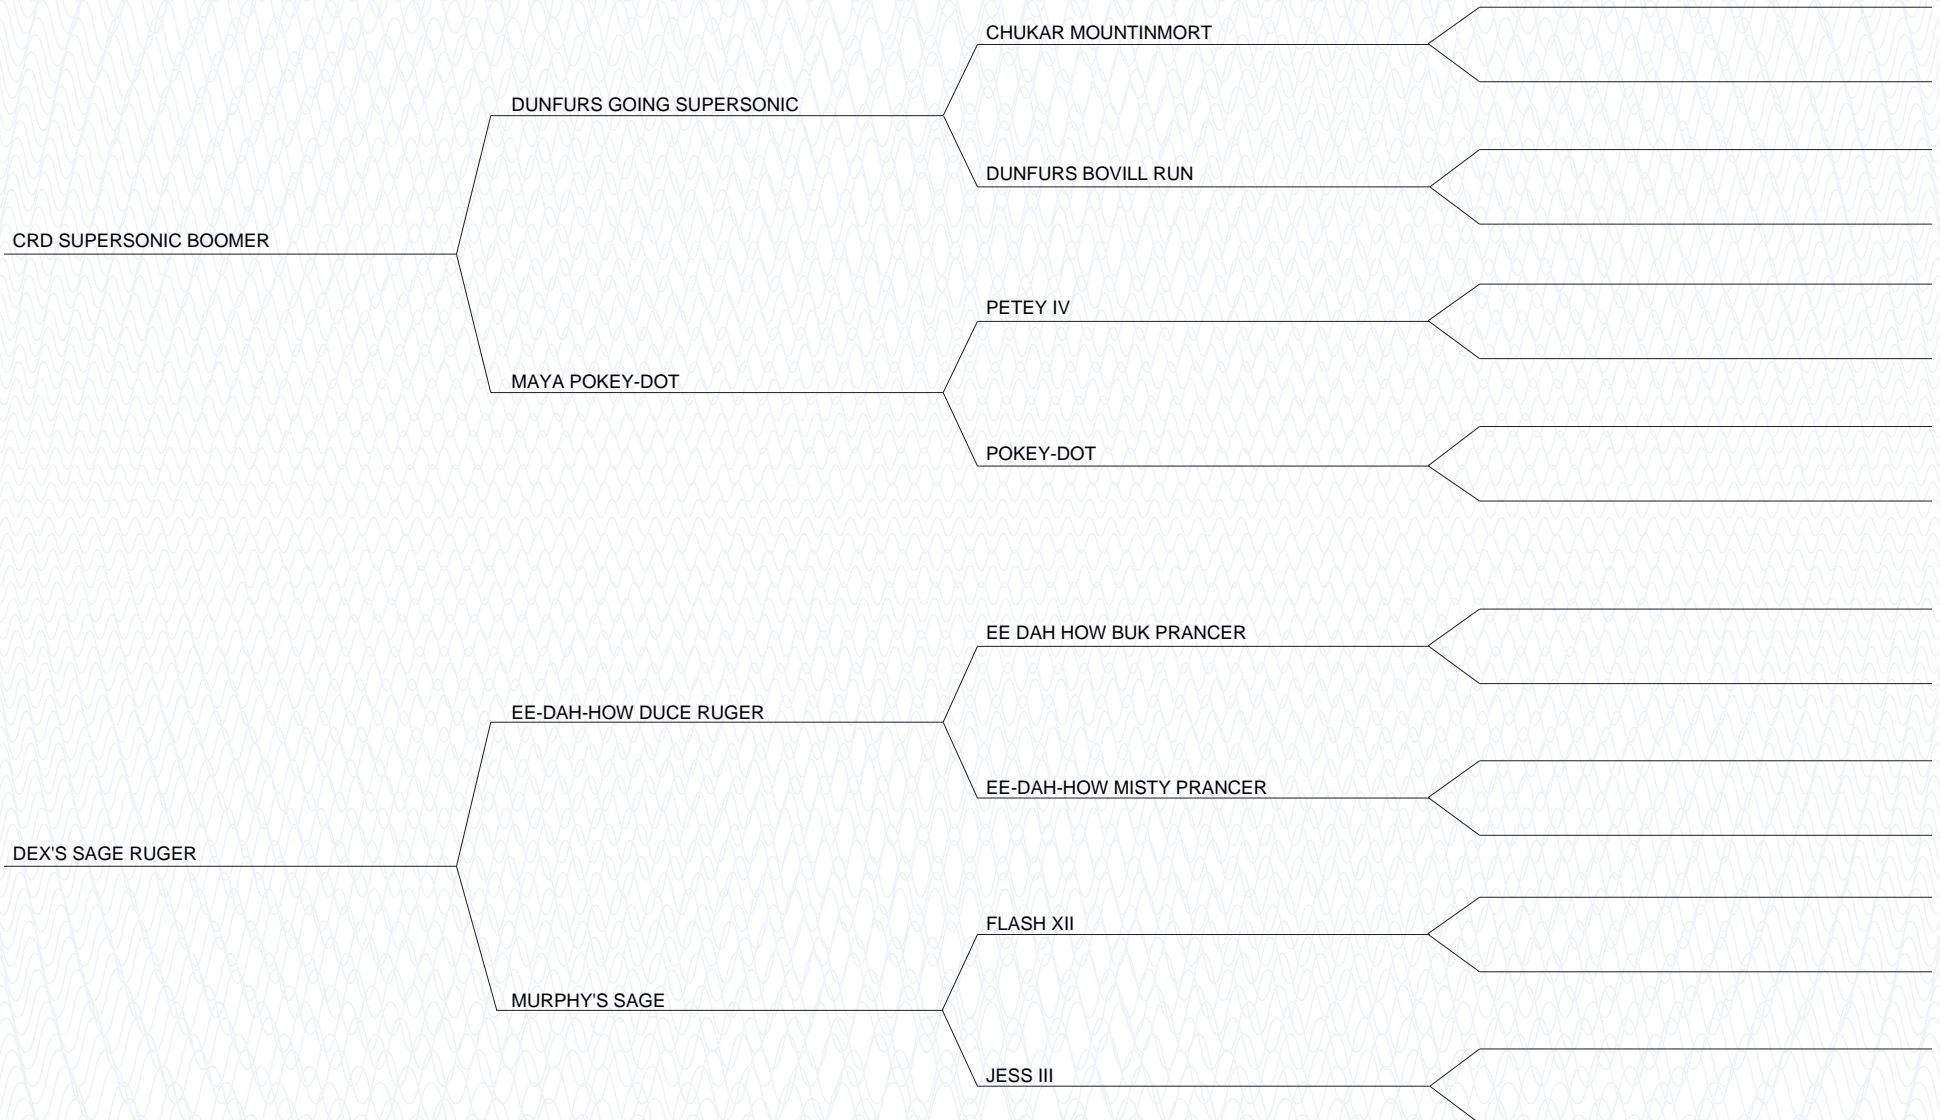 CHUKAR MOUNTINMORT
DUNFURS GOING SUPERSONIC
DUNFURS BOVILL RUN
CRD SUPERSONIC BOOMER
PETEY IV
MAYA POKEY-DOT
POKEY-DOT
EE DAH HOW BUK PRANCER
EE-DAH-HOW DUCE RUGER
EE-DAH-HOW MISTY PRANCER
DEX'S SAGE RUGER
FLASH XII
MURPHY'S SAGE
JESS III